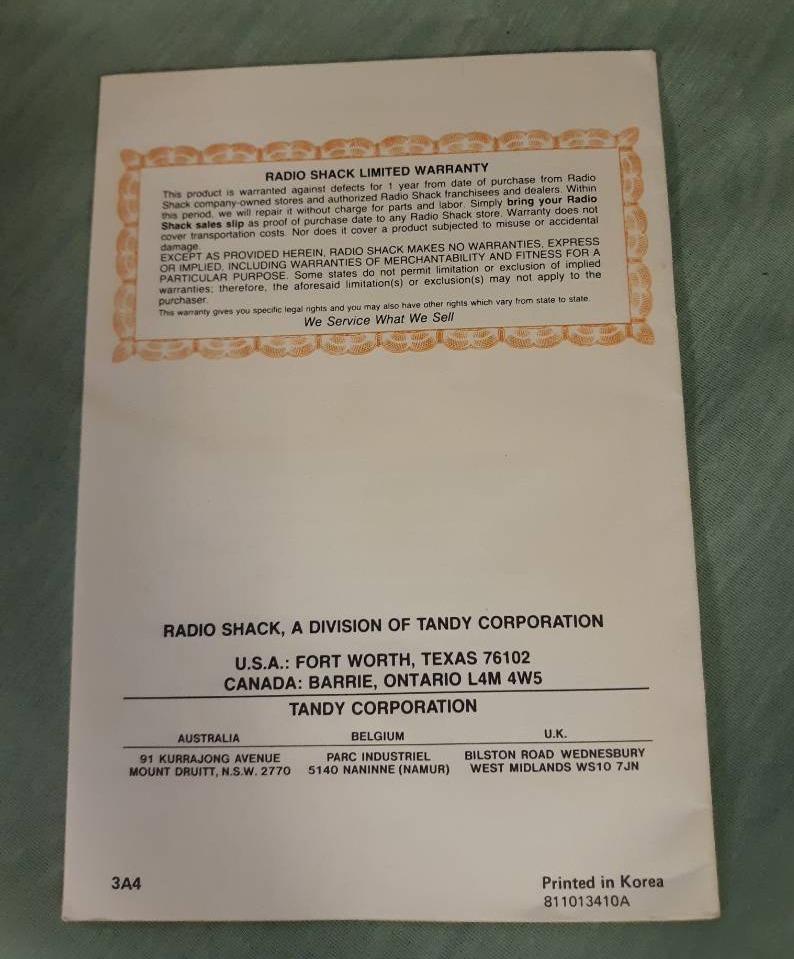 RADIO SHACK LIMITED WARRANTY
This product is warranted against defects for 1 year from date of purchase from Radio
Shack company-owned stores and authorized Radio Shack franchisees and dealers. Within
this period, we will repair it without charge for parts and labor. Simply bring your Radio
Shack sales slip as proof of purchase date to any Radio Shack store. Warranty does not
cover transportation costs. Nor does it cover a product subjected to misuse or accidental
damage.
EXCEPT AS PROVIDED HEREIN, RADIO SHACK MAKES NO WARRANTIES, EXPRESS
OR IMPLIED, INCLUDING WARRANTIES OF MERCHANTABILITY AND FITNESS FOR A
PARTICULAR PURPOSE. Some states do not permit limitation or exclusion of implied
warranties; therefore, the aforesaid limitation(s) or exclusion(s) may not apply to the
purchaser.
This warranty gives you specific legal rights and you may also have other rights which vary from state to state.
We Service What We Sell
RADIO SHACK, A DIVISION OF TANDY CORPORATION
U.S.A.: FORT WORTH, TEXAS 76102
CANADA: BARRIE, ONTARIO L4M 4W5
TANDY CORPORATION
AUSTRALIA BELGIUM U.K.
91 KURRAJONG AVENUE PARC INDUSTRIEL BILSTON ROAD WEDNESBURY
MOUNT DRUITT, N.S.W. 2770 5140 NANINNE (NAMUR) WEST MIDLANDS WS10 7JN
3A4 Printed in Korea
811013410A